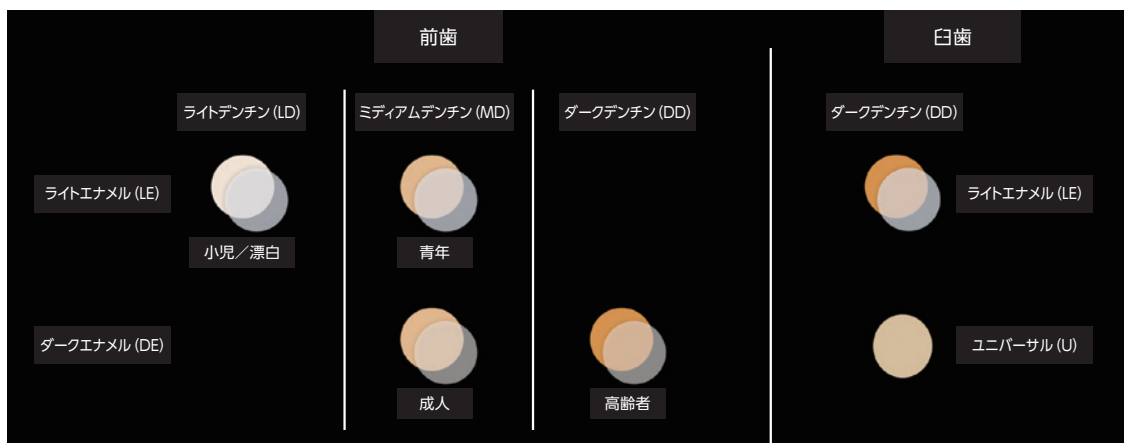 前歯
臼歯
ライトデンチン(LD)
ミディアムデンチン(MD)
ダークデンチン(DD)
ダークデンチン(DD)
ライトエナメル(LE)
ライトエナメル(LE)
小児／漂白
青年
ダークエナメル(DE)
ユニバーサル(U)
成人
高齢者